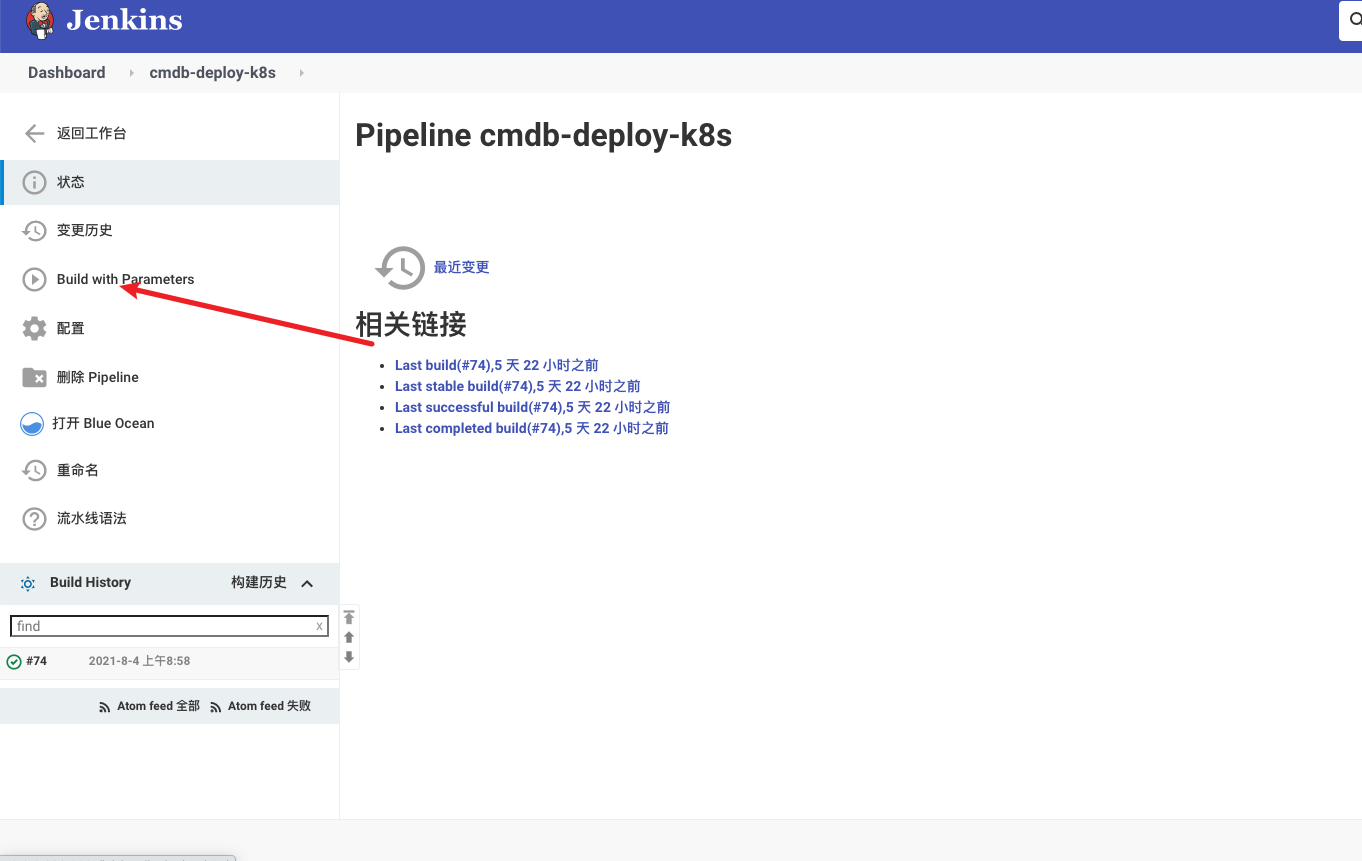 Jenkins
Dashboard
cmdb-deploy-k8s
返回工作台
状态
变更历史
Build with Parameters
配置
删除 Pipeline
打开 Blue Ocean
重命名
流水线语法
Build History
构建历史
find
x
#74
2021-8-4 上午8:58
Atom feed 全部
Atom feed 失败
Pipeline cmdb-deploy-k8s
最近变更
相关链接
Last build(#74),5 天 22 小时之前
Last stable build(#74),5 天 22 小时之前
Last successful build(#74),5 天 22 小时之前
Last completed build(#74),5 天 22 小时之前